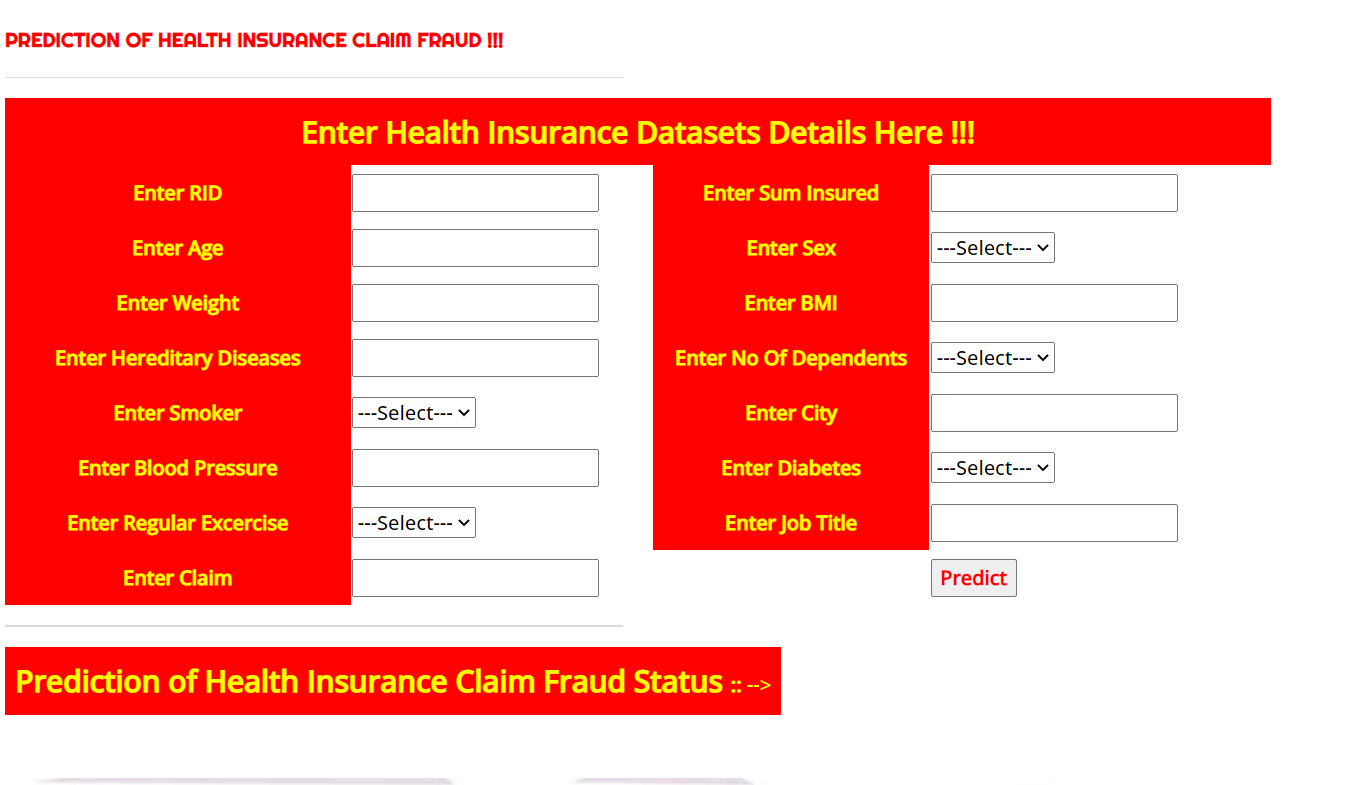 PREDICTION OF HEALTH INSURANCE CLAIM FRAUD !!!
Enter Health Insurance Datasets Details Here !!!
Enter RID
Enter Sum Insured
Enter Age
Enter Sex ---Select---
Enter Weight
Enter BMI
Enter Hereditary Diseases
Enter No Of Dependents ---Select---
Enter Smoker ---Select---
Enter City
Enter Blood Pressure
Enter Diabetes ---Select---
Enter Regular Excercise ---Select---
Enter Job Title
Enter Claim
Predict
Prediction of Health Insurance Claim Fraud Status :: -->